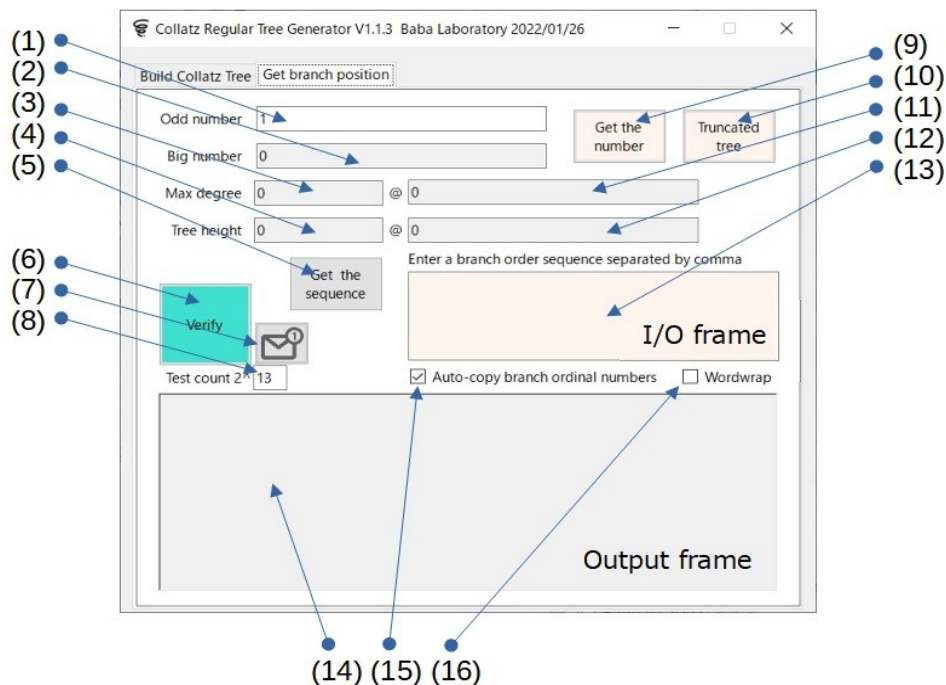 Collatz Regular Tree Generator V1.1.3 Baba Laboratory 2022/01/26
(1)
(2)
(3)
(4)
(5)
(9)
(10)
(11)
(12)
(13)
Build Collatz Tree Get branch position
Odd number 1
Get the
number
Truncated
tree
Big number 0
Max degree 0 @ 0
Tree height 0 @ 0
Get the
sequence
Enter a branch order sequence separated by comma
(6)
(7)
(8)
Verify
1
I/O frame
Test count 2^ 13
Auto-copy branch ordinal numbers Wordwrap
Output frame
(14) (15) (16)